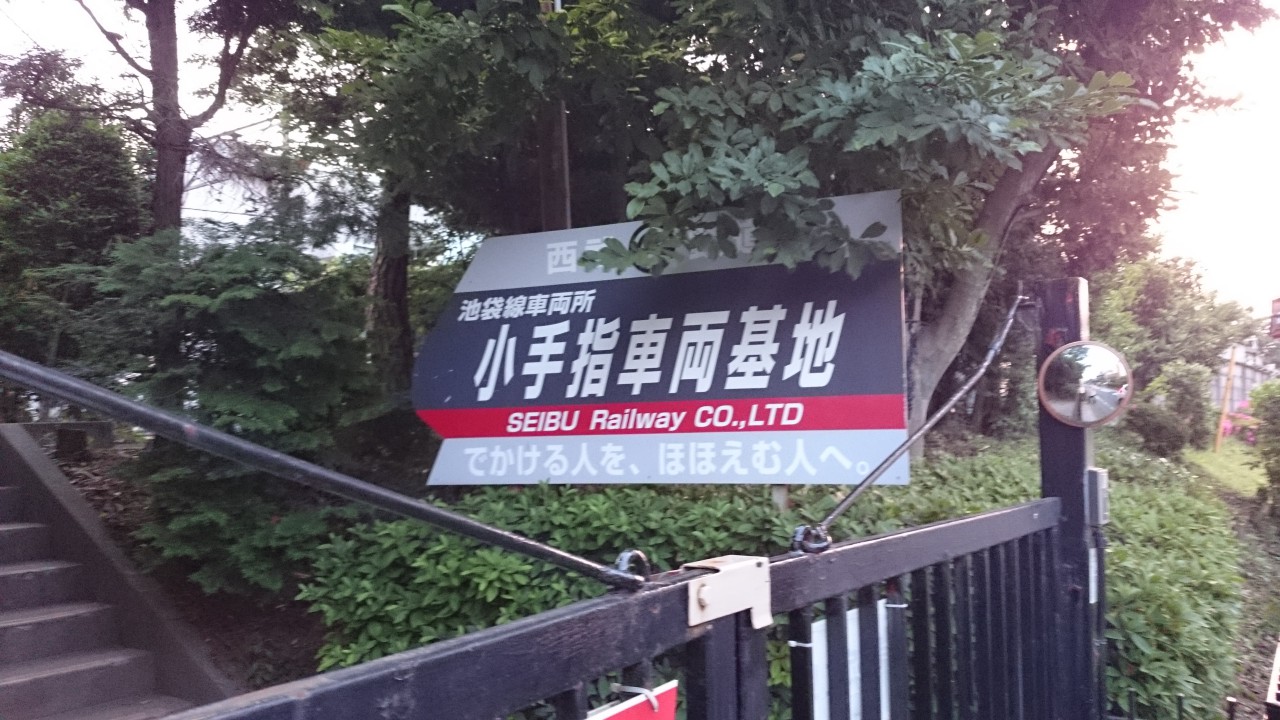 西
池袋線車両所
小手指車両基地
SEIBU Railway CO.,LTD
でかける人を、ほほえむ人へ。